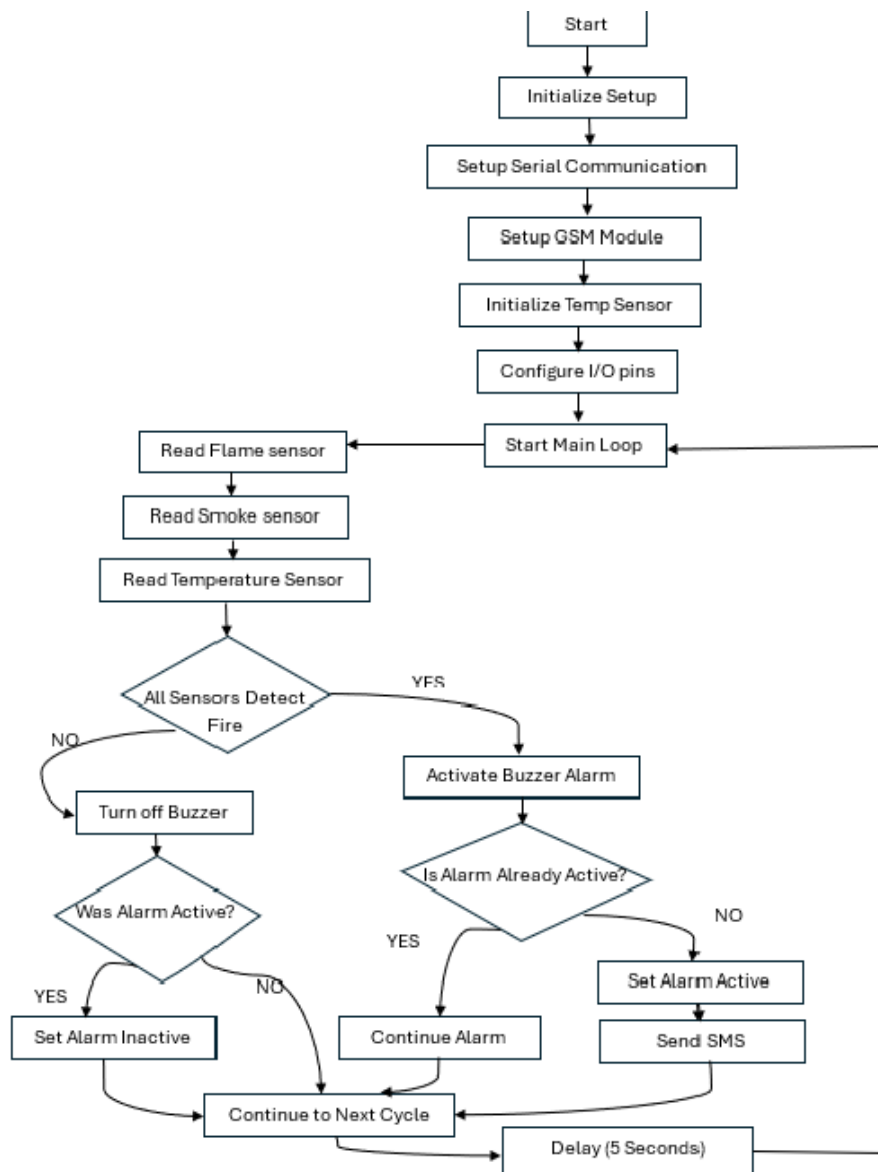 Start
Initialize Setup
Setup Serial Communication
Setup GSM Module
Initialize Temp Sensor
Configure I/O pins
Start Main Loop
Read Flame sensor
Read Smoke sensor
Read Temperature Sensor
All Sensors Detect
Fire
YES
NO
Activate Buzzer Alarm
Turn off Buzzer
Is Alarm Already Active?
Was Alarm Active?
YES
NO
YES
NO
Set Alarm Active
Set Alarm Inactive
Continue Alarm
Send SMS
Continue to Next Cycle
Delay (5 Seconds)